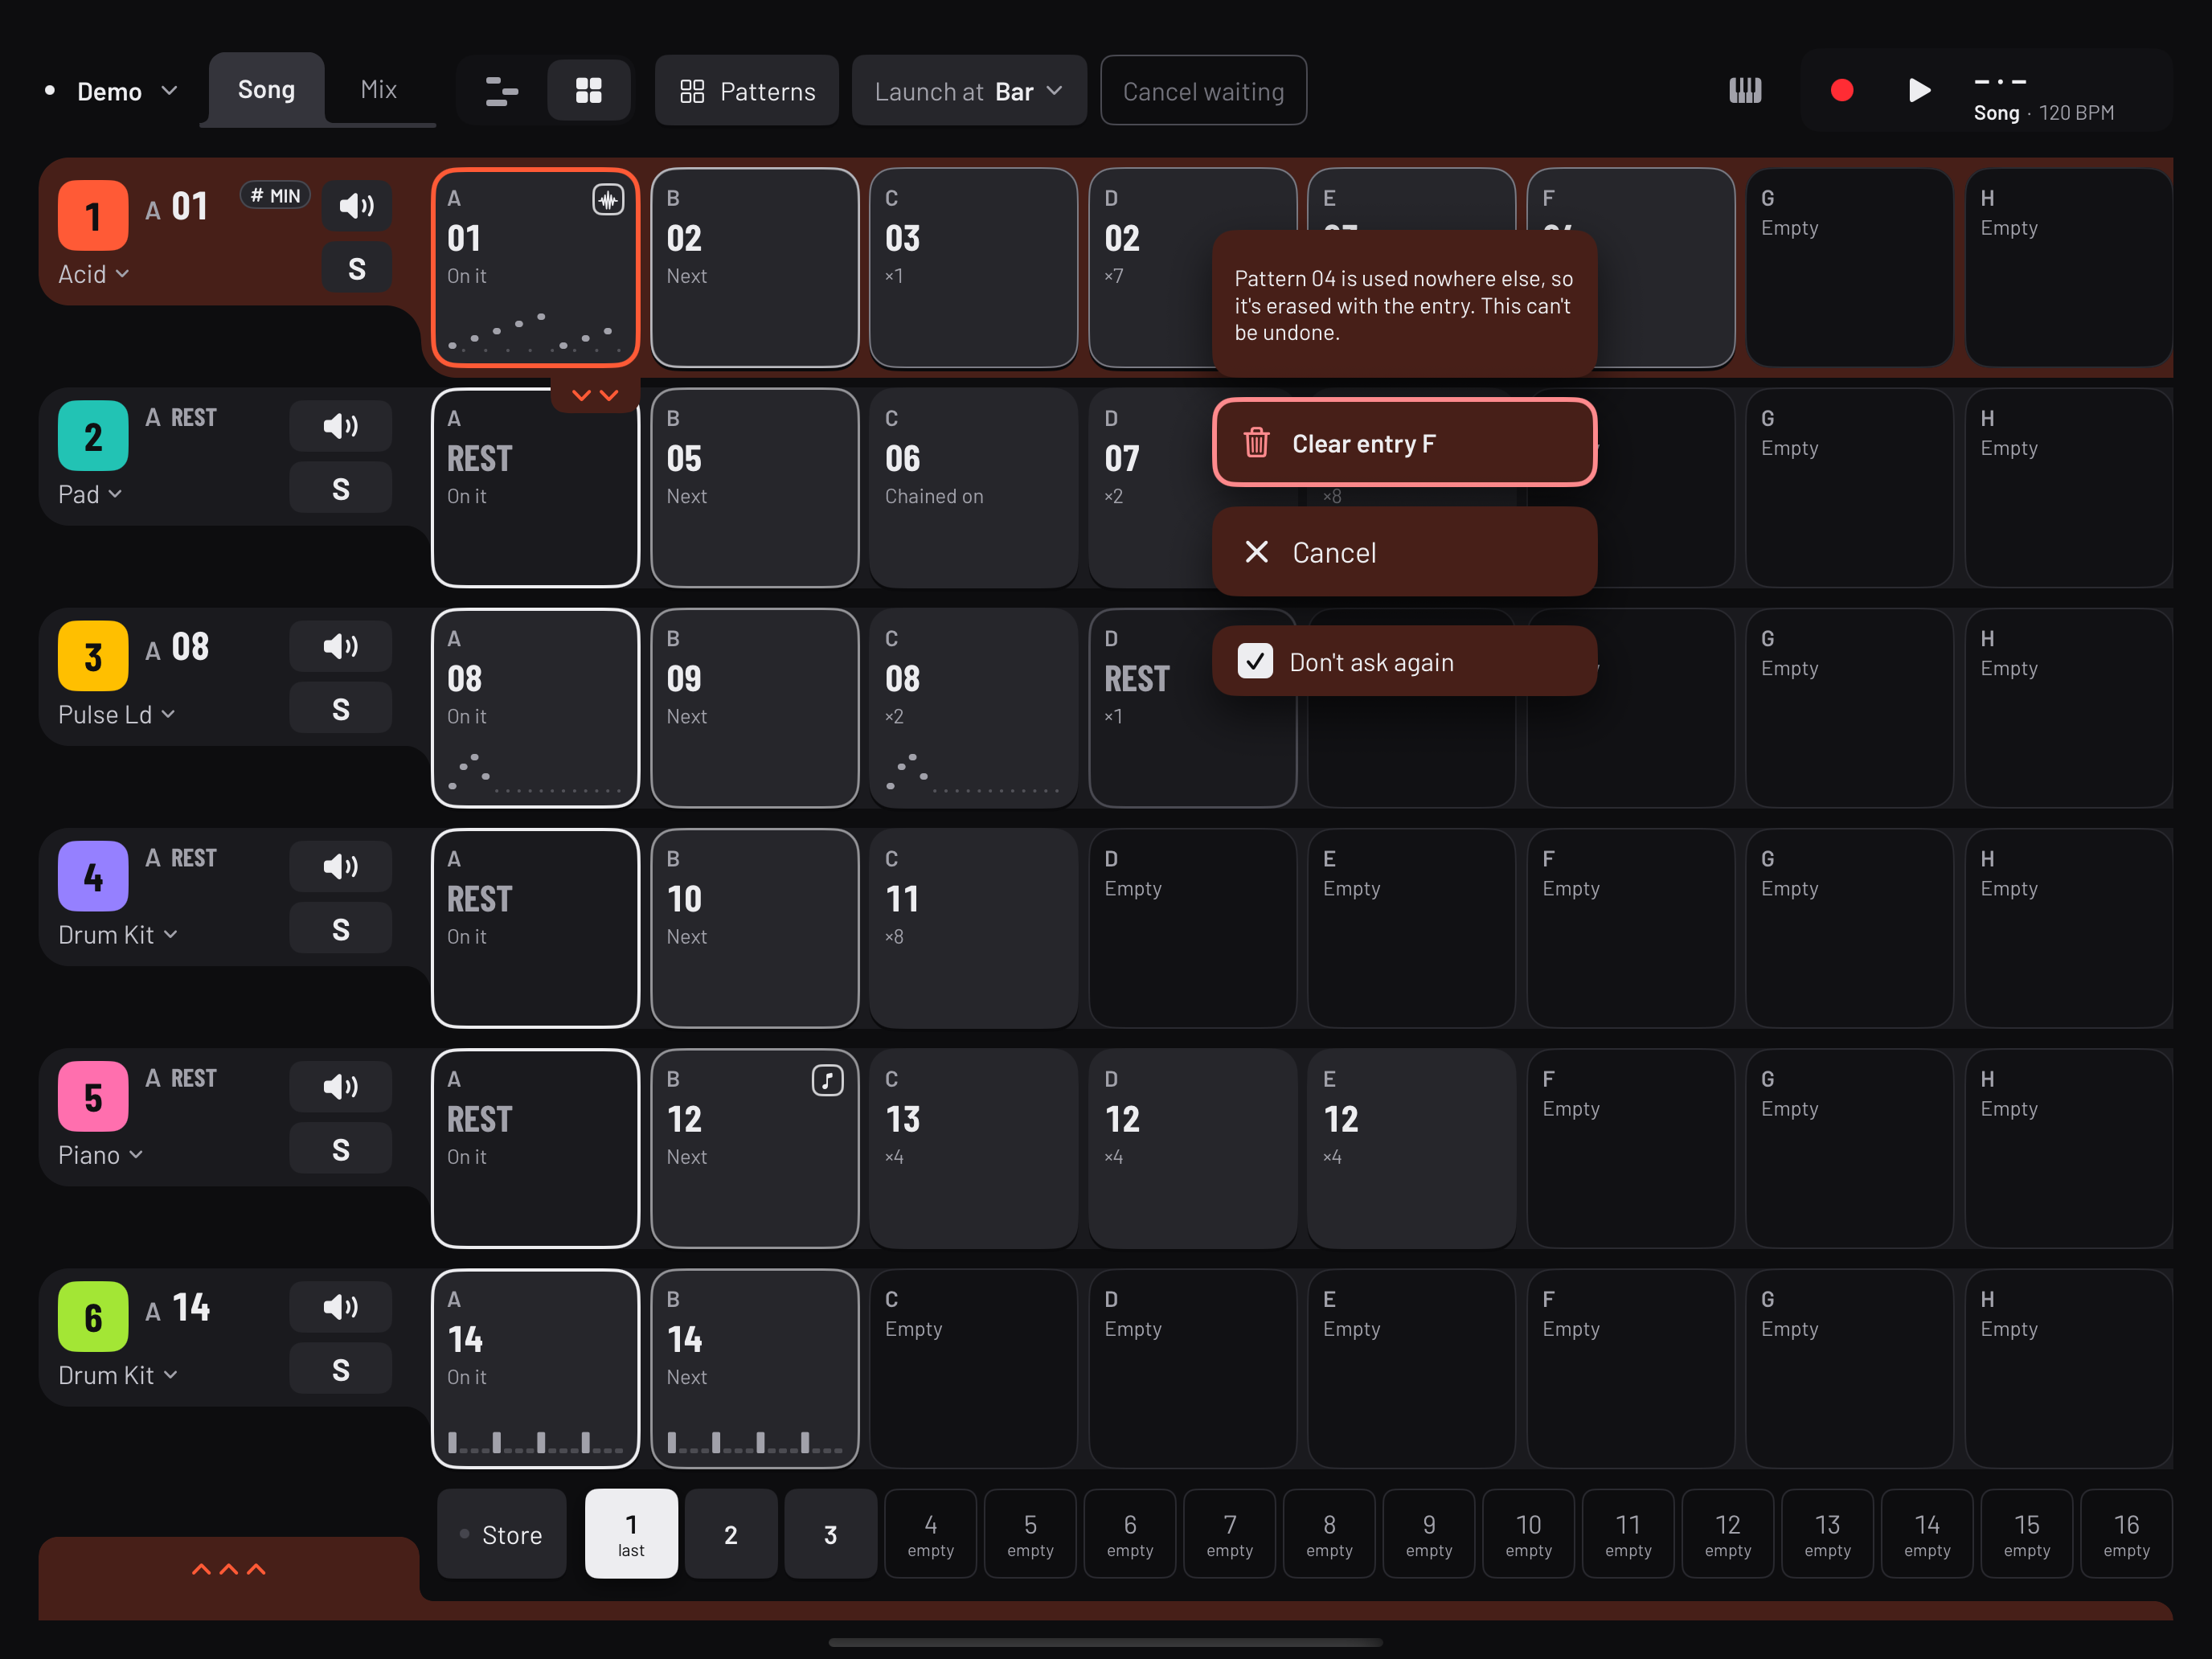 Demo
Song
Mix
Patterns
Launch at Bar
Cancel waiting
Song · 120 BPM
1
A 01
# MIN
Acid
S
A
01
On it
B
02
Next
C
03
×1
D
02
×7
E
F
G
Empty
H
Empty
Pattern 04 is used nowhere else, so
it's erased with the entry. This can't
be undone.
Clear entry F
Cancel
Don't ask again
2
A REST
Pad
S
A
REST
On it
B
05
Next
C
06
Chained on
D
07
×2
×8
G
Empty
H
Empty
3
A 08
Pulse Ld
S
A
08
On it
B
09
Next
C
08
×2
D
REST
×1
G
Empty
H
Empty
4
A REST
Drum Kit
S
A
REST
On it
B
10
Next
C
11
×8
D
Empty
E
Empty
F
Empty
G
Empty
H
Empty
5
A REST
Piano
S
A
REST
On it
B
12
Next
C
13
×4
D
12
×4
E
12
×4
F
Empty
G
Empty
H
Empty
6
A 14
Drum Kit
S
A
14
On it
B
14
Next
C
Empty
D
Empty
E
Empty
F
Empty
G
Empty
H
Empty
Store
1
last
2
3
4
empty
5
empty
6
empty
7
empty
8
empty
9
empty
10
empty
11
empty
12
empty
13
empty
14
empty
15
empty
16
empty